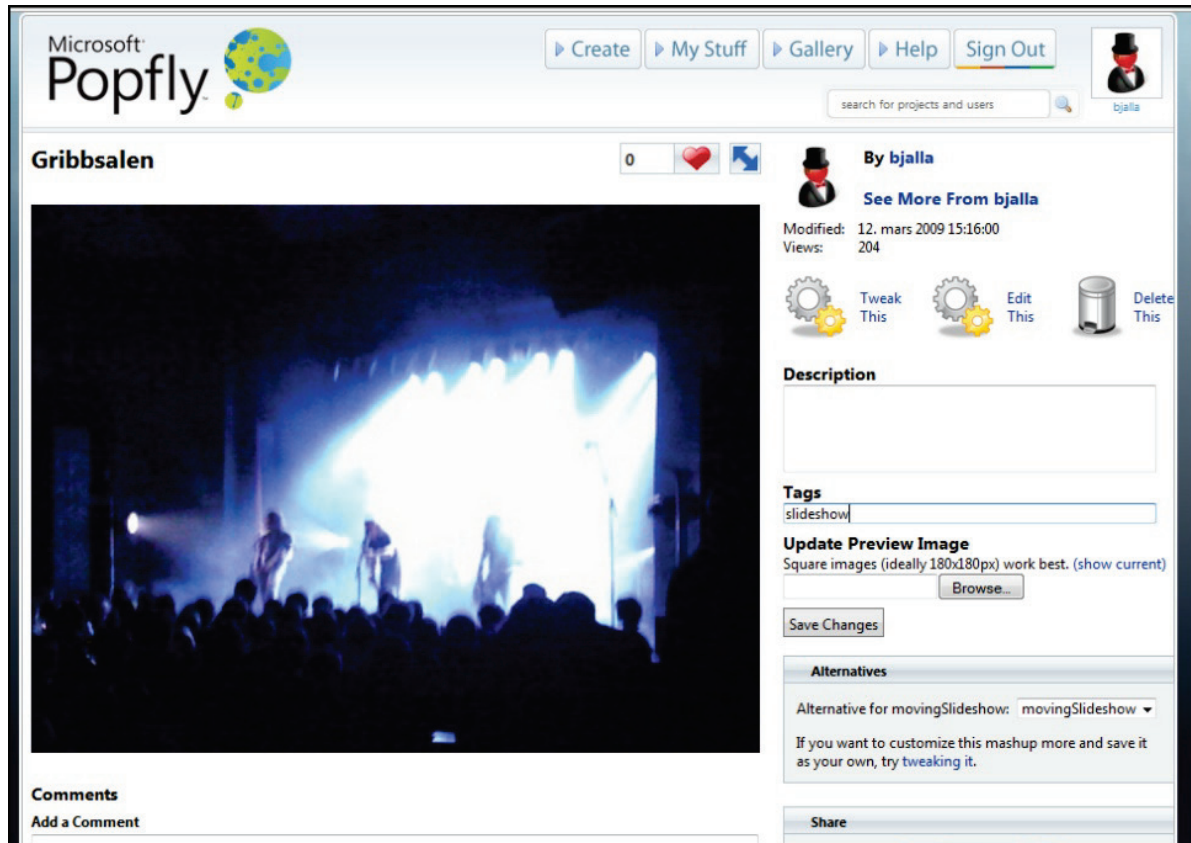 Microsoft®
Popfly™
Create
My Stuff
Gallery
Help
Sign Out
search for projects and users
bjalla
Gribbsalen
0
By bjalla
See More From bjalla
Modified: 12. mars 2009 15:16:00
Views: 204
Tweak
This
Edit
This
Delete
This
Description
Tags
slideshow
Update Preview Image
Square images (ideally 180x180px) work best. (show current)
Browse...
Save Changes
Alternatives
Alternative for movingSlideshow: movingSlideshow
If you want to customize this mashup more and save it
as your own, try tweaking it.
Comments
Add a Comment
Share